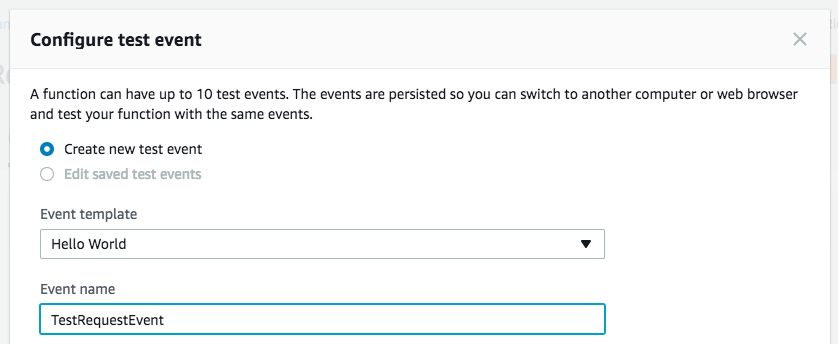 Configure test event
A function can have up to 10 test events. The events are persisted so you can switch to another computer or web browser
and test your function with the same events.
Create new test event
Edit saved test events
Event template
Hello World
Event name
TestRequestEvent